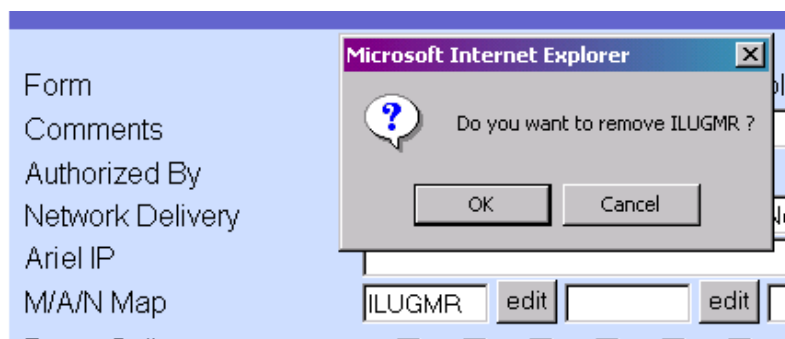 Microsoft Internet Explorer
Do you want to remove ILUGMR ?
OK Cancel
Form
Comments
Authorized By
Network Delivery
Ariel IP
M/A/N Map ILUGMR edit edit